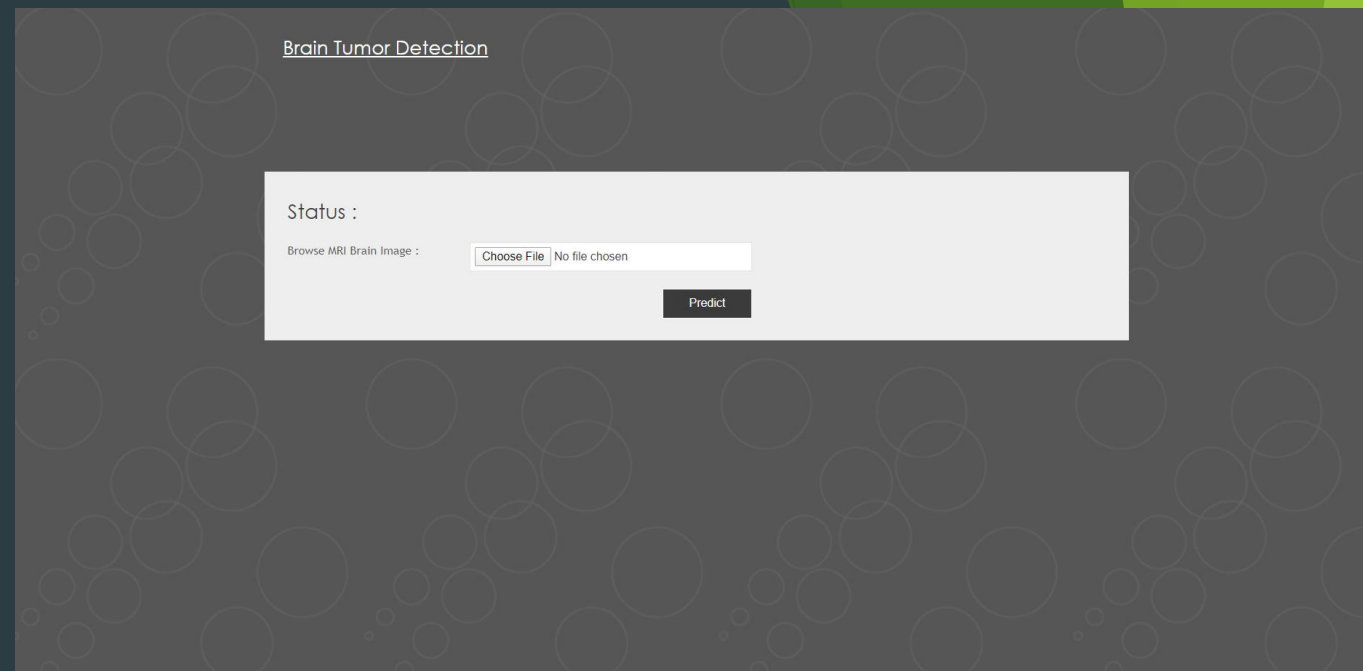 Brain Tumor Detection
Status :
Browse MRI Brain Image : Choose File No file chosen
Predict